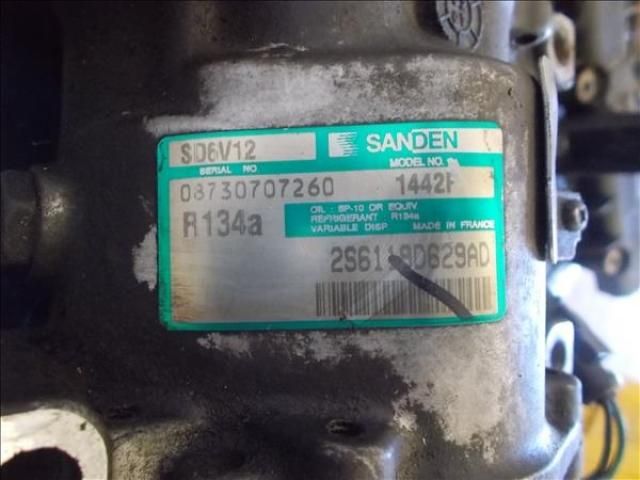 SD6V12 SANDEN
SERIAL NO. MODEL NO.
08730707260 1442F
R134a OIL : SP-10 OR EQUIV.
REFRIGERANT R134a
VARIABLE DISP. MADE IN FRANCE
2S6119D629AD